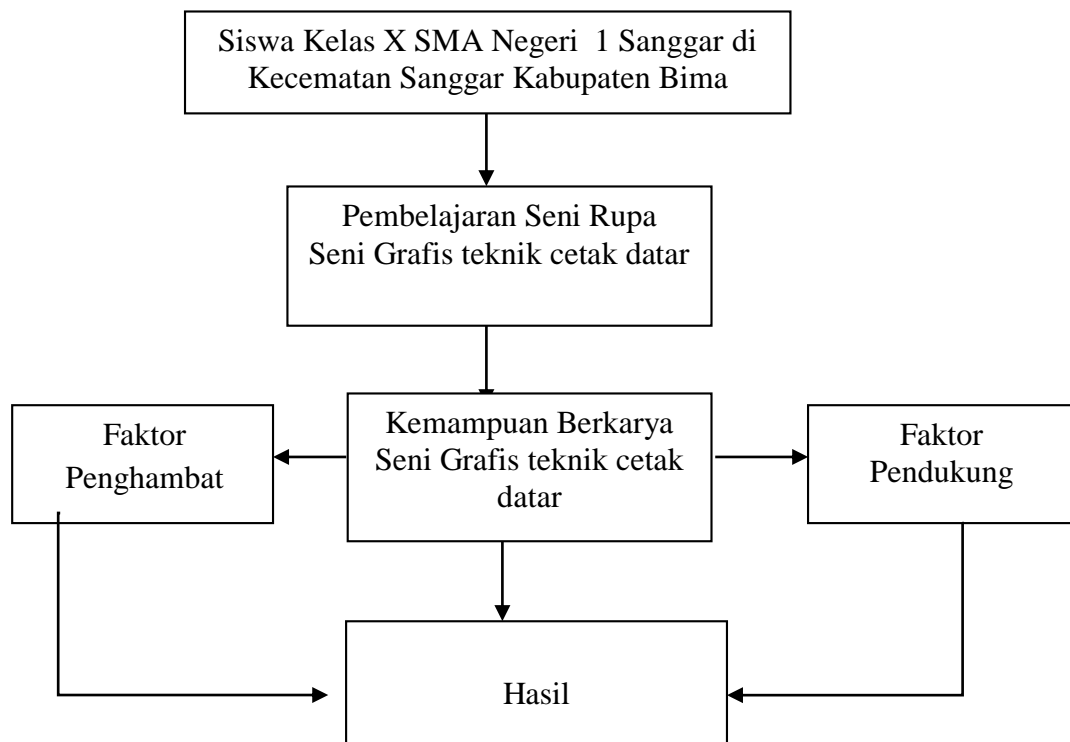 Siswa Kelas X SMA Negeri  1 Sanggar di
Kecematan Sanggar Kabupaten Bima
Pembelajaran Seni Rupa
Seni Grafis teknik cetak datar
Faktor
Penghambat
Kemampuan Berkarya
Seni Grafis teknik cetak
datar
Faktor
Pendukung
Hasil